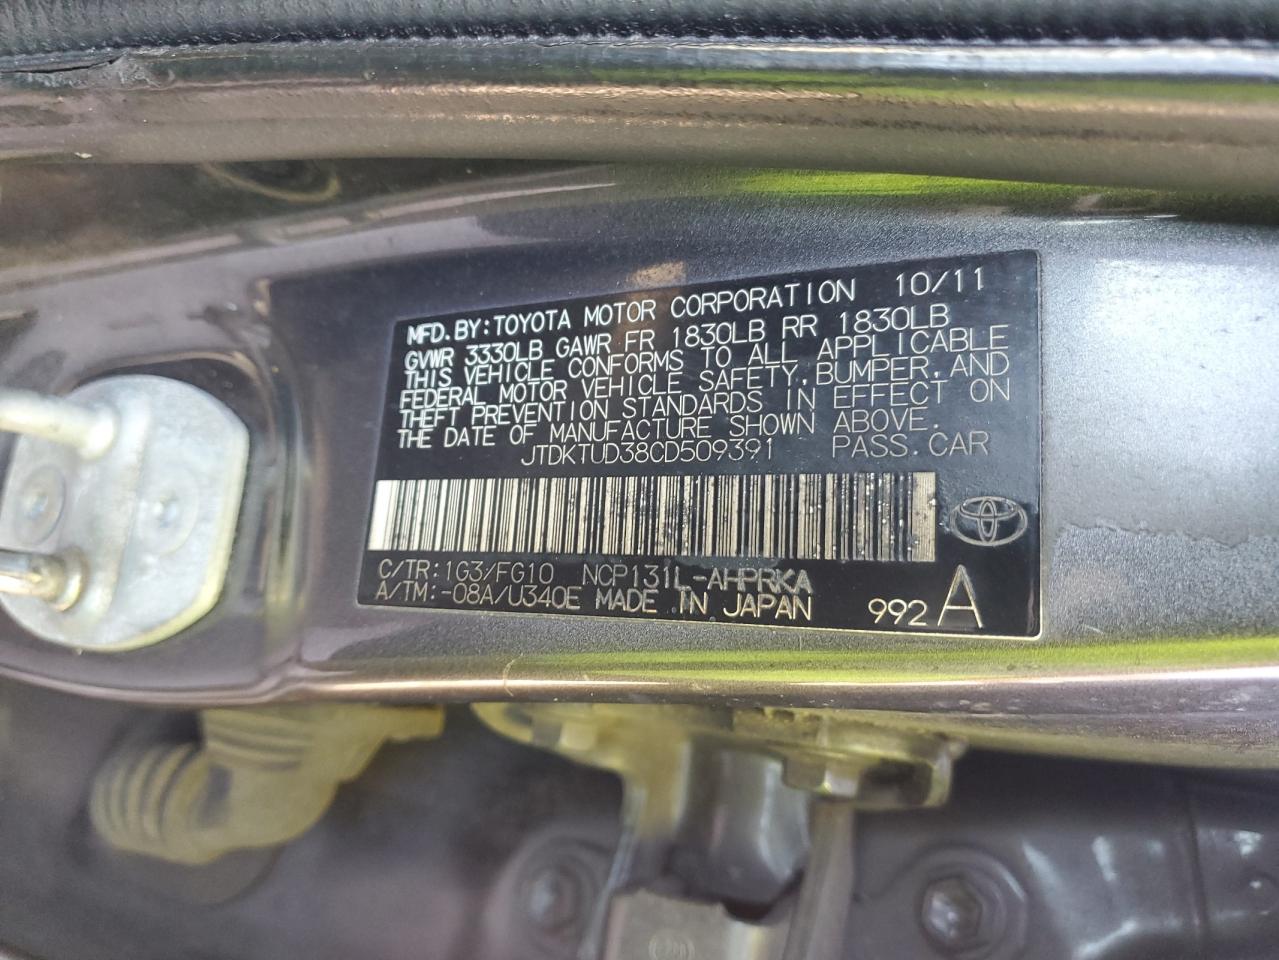 MFD. BY: TOYOTA MOTOR CORPORATION 10/11
GVWR 3330LB GAWR FR 1830LB RR 1830LB
THIS VEHICLE CONFORMS TO ALL APPLICABLE
FEDERAL MOTOR VEHICLE SAFETY, BUMPER, AND
THEFT PREVENTION STANDARDS IN EFFECT ON
THE DATE OF MANUFACTURE SHOWN ABOVE.
JTDKTUD38CD509391 PASS. CAR
C/TR: 1G3/FG10 NCP131L-AHPRKA
A/TM: -08A/U340E MADE IN JAPAN 992 A